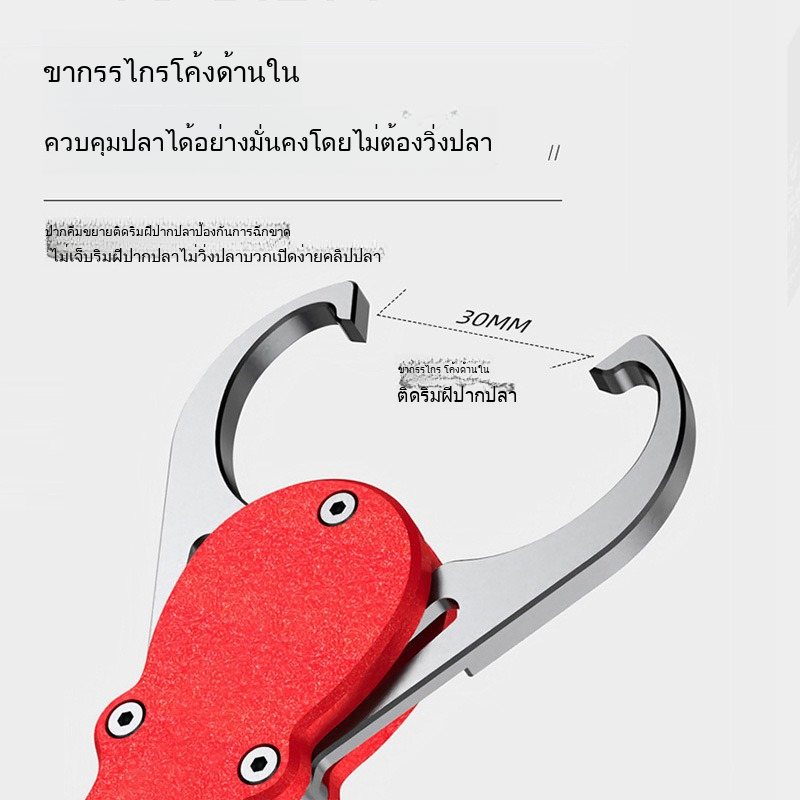 ขากรรไกรโค้งด้านใน
ควบคุมปลาได้อย่างมั่นคงโดยไม่ต้องวิ่งปลา
//
ปากคีมขยายติดริมฝีปากปลาป้องกันการฉีกขาด
ไม่เจ็บริมฝีปากปลาไม่วิ่งปลาบวกเปิดง่ายคลิปปลา
30MM
ขากรรไกร โค้งด้านใน
ติดริมฝีปากปลา